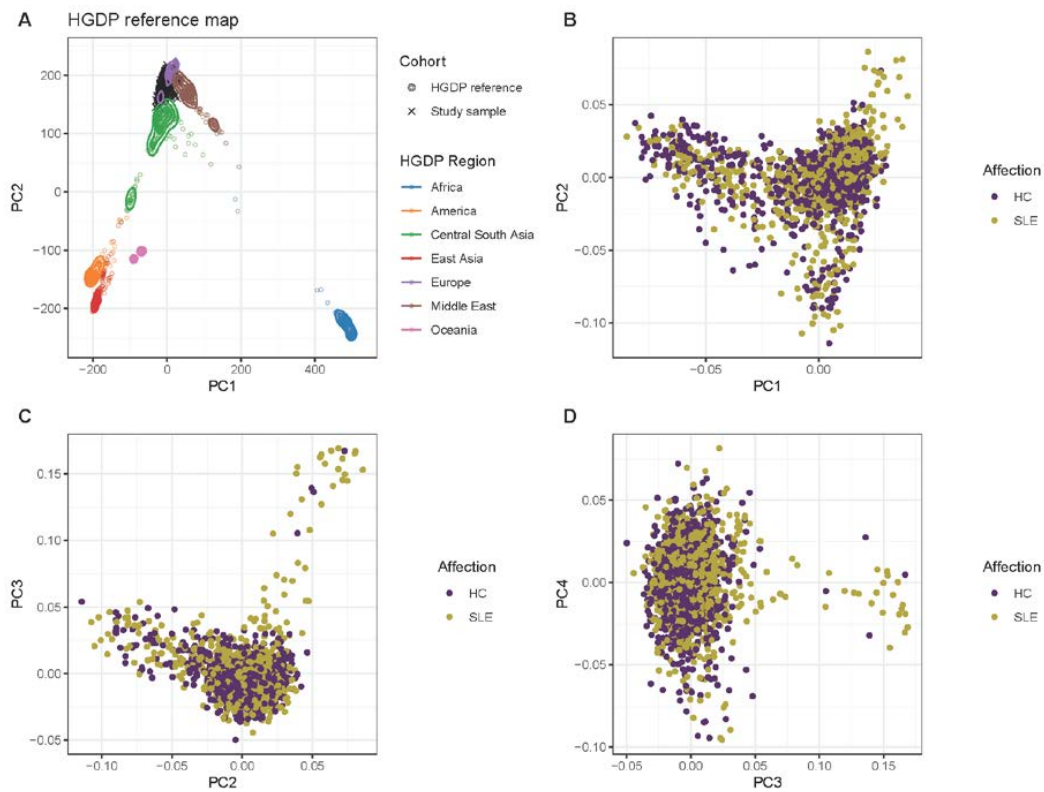 A HGDP reference map
200
100
0
−100
−200
PC2
−200 0 200 400
PC1
Cohort
HGDP reference
Study sample
HGDP Region
Africa
America
Central South Asia
East Asia
Europe
Middle East
Oceania
B
0.05
0.00
−0.05
−0.10
PC2
−0.05 0.00
PC1
Affection
HC
SLE
C
0.15
0.10
0.05
0.00
−0.05
PC3
−0.10 −0.05 0.00 0.05
PC2
Affection
HC
SLE
D
0.05
0.00
−0.05
−0.10
PC4
−0.05 0.00 0.05 0.10 0.15
PC3
Affection
HC
SLE